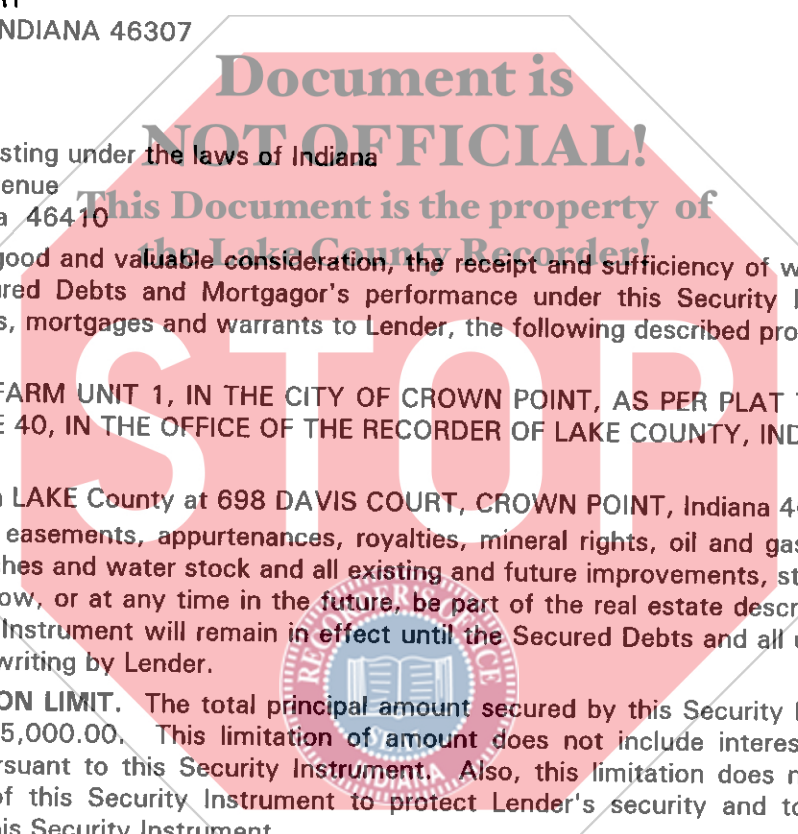 INDIANA 46307
Document is
NOT OFFICIAL!
sting under the laws of Indiana
enue
This Document is the property of
a 46410
the Lake County Recorder!
good and valuable consideration, the receipt and sufficiency of w
ured Debts and Mortgagor's performance under this Security I
s, mortgages and warrants to Lender, the following described pro
STOP
FARM UNIT 1, IN THE CITY OF CROWN POINT, AS PER PLAT T
E 40, IN THE OFFICE OF THE RECORDER OF LAKE COUNTY, IND
LAKE County at 698 DAVIS COURT, CROWN POINT, Indiana 4
easements, appurtenances, royalties, mineral rights, oil and gas
hes and water stock and all existing and future improvements, st
ow, or at any time in the future, be part of the real estate descr
Instrument will remain in effect until the Secured Debts and all u
writing by Lender.
RECORDER'S OFFICE
ON LIMIT. The total principal amount secured by this Security I
5,000.00. This limitation of amount does not include interes
rsuant to this Security Instrument. Also, this limitation does n
INDIANA
of this Security Instrument to protect Lender's security and to
his Security Instrument